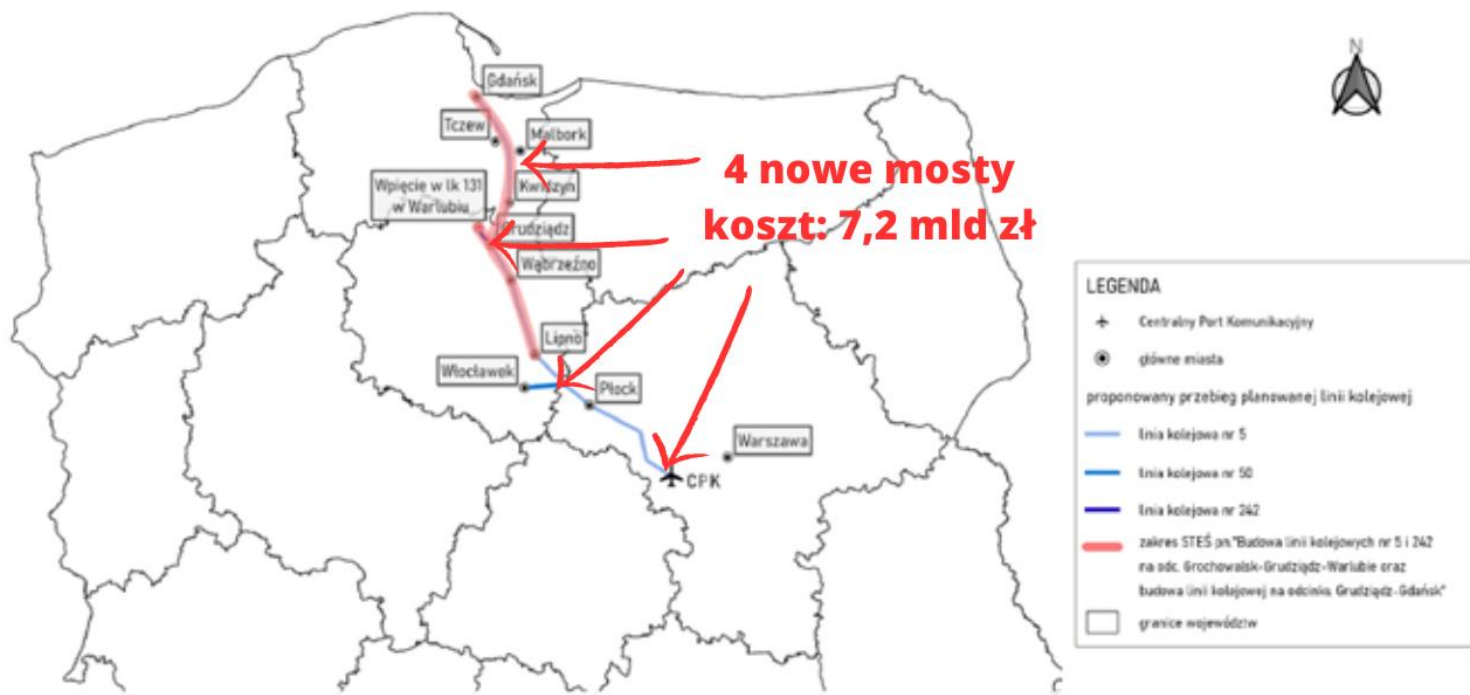 N
Gdańsk
Tczew
Malbork
4 nowe mosty
koszt: 7,2 mld zł
Wpięcie w lk 131
w Warlubiu
Kwidzyn
Grudziądz
Wąbrzeźno
Lipno
Włocławek
Płock
Warszawa
CPK
LEGENDA
Centralny Port Komunikacyjny
główne miasta
proponowany przebieg planowanej linii kolejowej
linia kolejowa nr 5
linia kolejowa nr 50
linia kolejowa nr 242
zakres STEŚ pn."Budowa linii kolejowych nr 5 i 242
na odc. Grochowalsk-Grudziądz-Warlubie oraz
budowa linii kolejowej na odcinku Grudziądz-Gdańsk"
granice województw